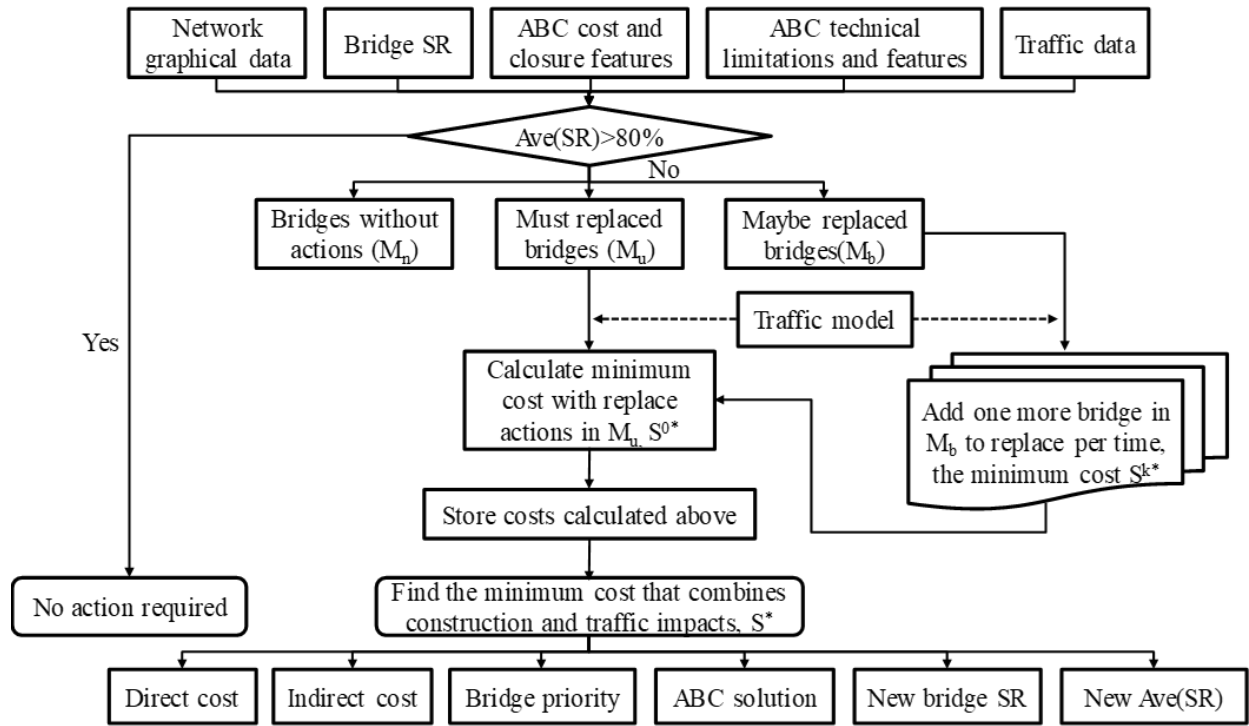 Network
graphical data
Bridge SR
ABC cost and
closure features
ABC technical
limitations and features
Traffic data
Ave(SR)>80%
No
Bridges without
actions (Mn)
Must replaced
bridges (Mu)
Maybe replaced
bridges(Mb)
Traffic model
Yes
Calculate minimum
cost with replace
actions in Mu, S0*
Add one more bridge in
Mb to replace per time,
the minimum cost Sk*
Store costs calculated above
No action required
Find the minimum cost that combines
construction and traffic impacts, S*
Direct cost
Indirect cost
Bridge priority
ABC solution
New bridge SR
New Ave(SR)